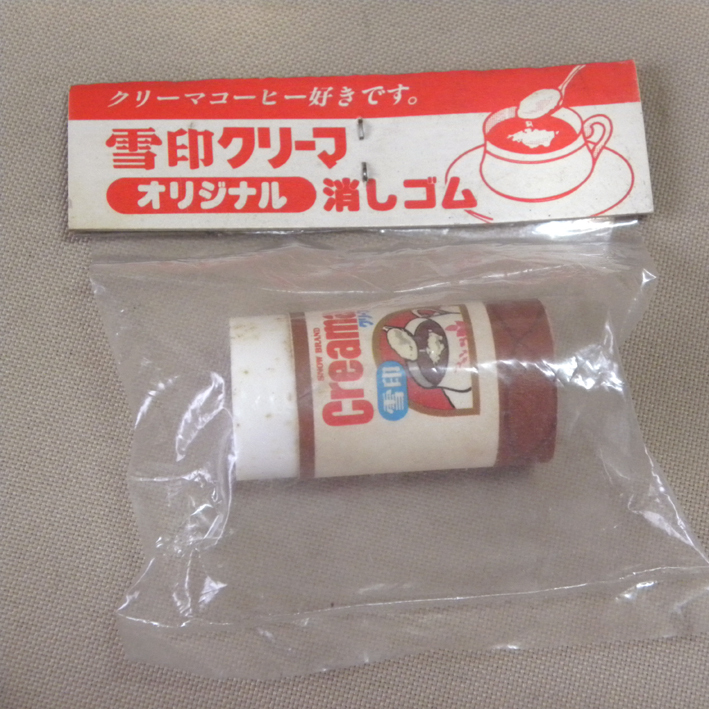 クリーマコーヒー好きです。
雪印クリーマ
オリジナル 消しゴム
SNOW BRAND
Creama
雪印